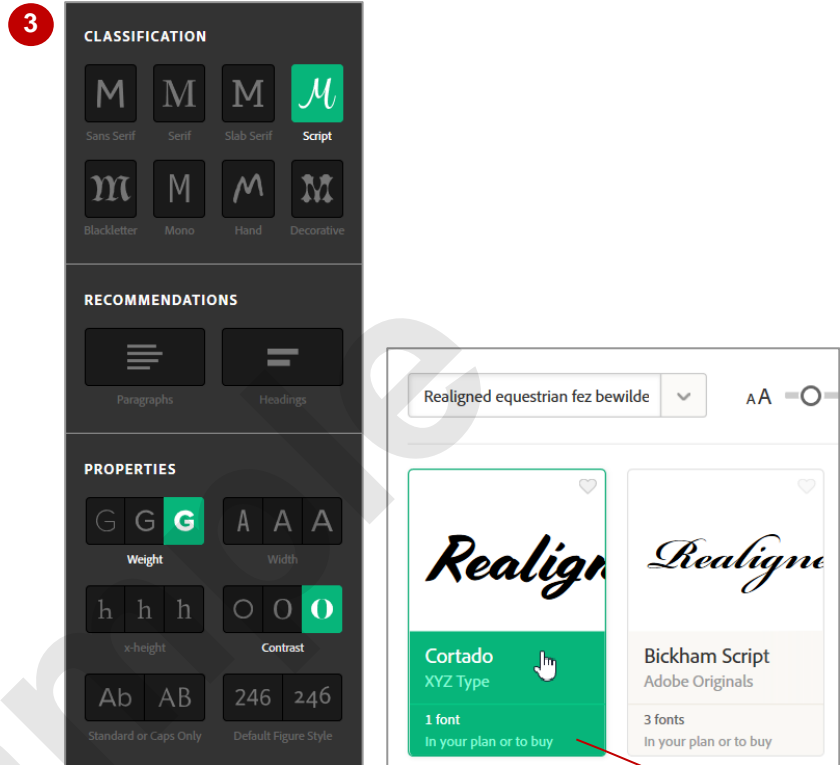 3
CLASSIFICATION
M M M M
Sans Serif Serif Slab Serif Script
M M M M
Blackletter Mono Hand Decorative
RECOMMENDATIONS
Paragraphs Headings
PROPERTIES
G G G A A A
Weight Width
h h h O O O
x-height Contrast
Ab AB 246 246
Standard or Caps Only Default Figure Style
Realigned equestrian fez bewilde
AA
Realign
Cortado
XYZ Type
1 font
In your plan or to buy
Realigne
Bickham Script
Adobe Originals
3 fonts
In your plan or to buy
mple